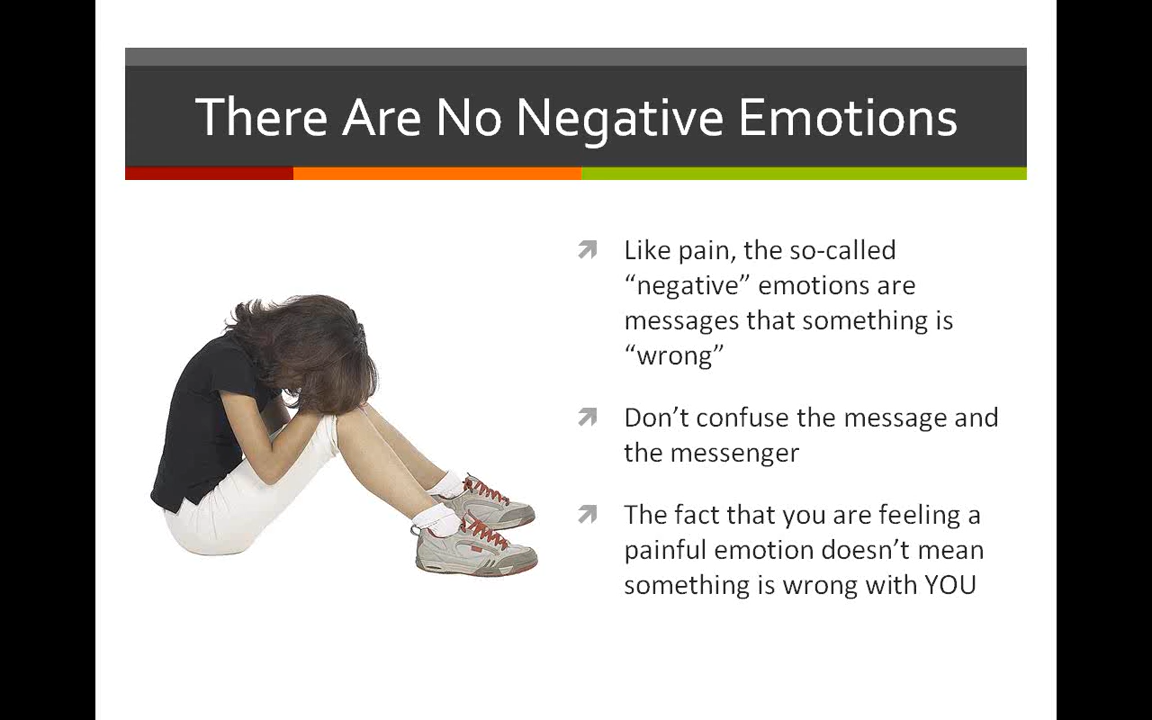 There Are No Negative Emotions
Like pain, the so-called
“negative” emotions are
messages that something is
“wrong”
Don’t confuse the message and
the messenger
The fact that you are feeling a
painful emotion doesn’t mean
something is wrong with YOU